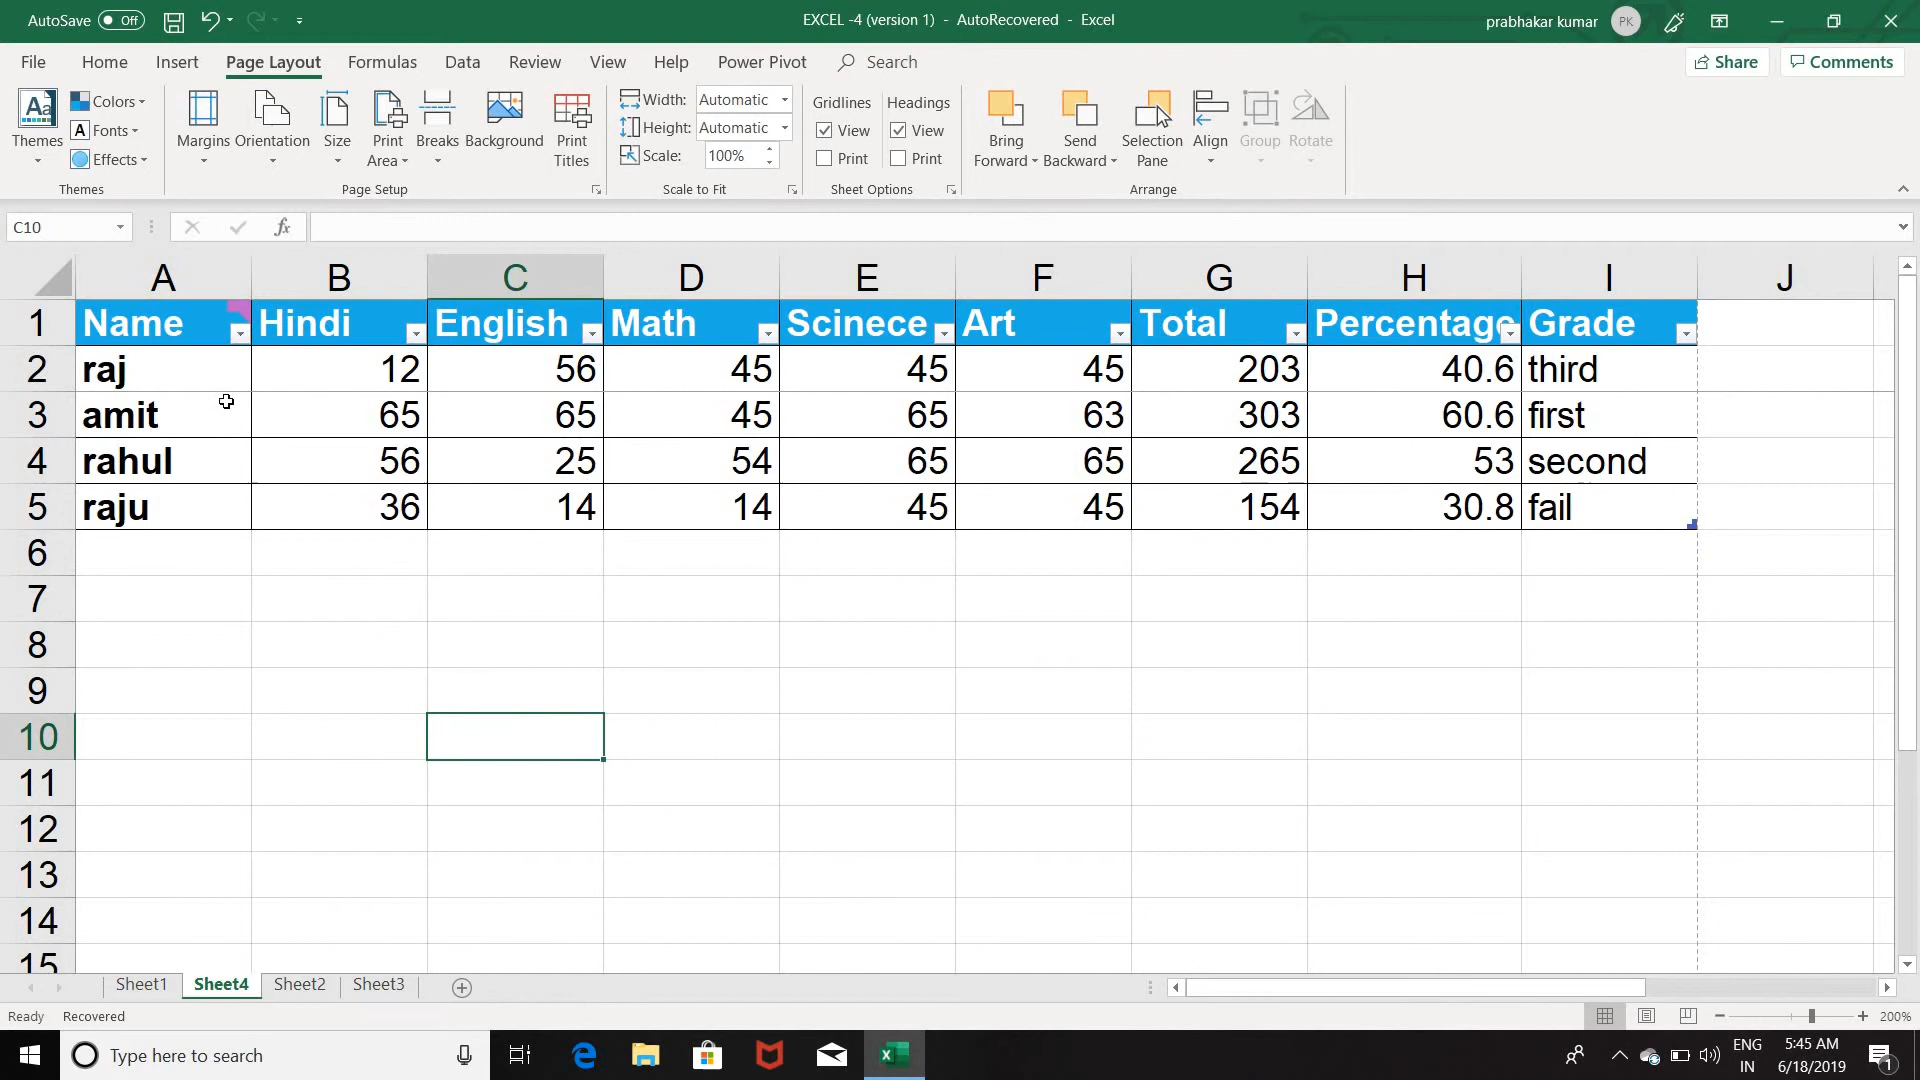 AutoSave Off
EXCEL -4 (version 1) - AutoRecovered - Excel
prabhakar kumar PK
File Home Insert Page Layout Formulas Data Review View Help Power Pivot Search Share Comments
Aa Themes
Colors
A Fonts
Effects
Themes
Margins Orientation Size Print Area Breaks Background Print Titles
Page Setup
Width: Automatic
Height: Automatic
Scale: 100%
Scale to Fit
Gridlines Headings
View View
Print Print
Sheet Options
Bring Forward Send Backward Selection Pane Align Group Rotate
Arrange
C10 fx
A B C D E F G H I J
1 Name Hindi English Math Scinece Art Total Percentage Grade
2 raj 12 56 45 45 45 203 40.6 third
3 amit 65 65 45 65 63 303 60.6 first
4 rahul 56 25 54 65 65 265 53 second
5 raju 36 14 14 45 45 154 30.8 fail
6
7
8
9
10
11
12
13
14
15
Sheet1 Sheet4 Sheet2 Sheet3
Ready Recovered 200%
Type here to search
ENG 5:45 AM
IN 6/18/2019 1